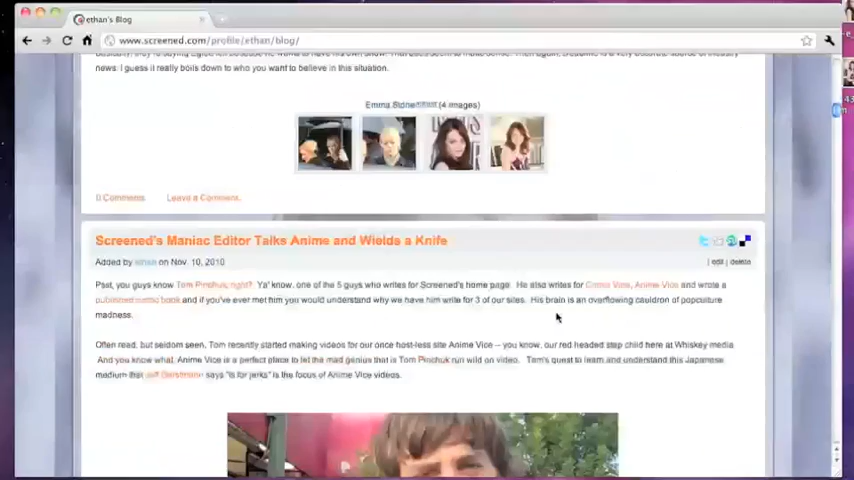 ethan's Blog
www.screened.com/profile/ethan/blog/
news. I guess it really boils down to who you want to believe in this situation.
(4 images)
0 Comments Leave a Comment.
Screened's Maniac Editor Talks Anime and Wields a Knife
Added by ethan on Nov. 10, 2010 | edit | delete
Psst, you guys know Tom Pinchuk, right? Ya' know, one of the 5 guys who writes for Screened's home page. He also writes for Comic Vine, Anime Vice and wrote a
published comic book and if you've ever met him you would understand why we have him write for 3 of our sites. His brain is an overflowing cauldron of popculture
madness.
Often read, but seldom seen, Tom recently started making videos for our once host-less site Anime Vice -- you know, our red headed step child here at Whiskey media
And you know what, Anime Vice is a perfect place to let the mad genius that is Tom Pinchuk run wild on video. Tom's quest to learn and understand this Japanese
medium that Jeff Gerstmann says "is for jerks" is the focus of Anime Vice videos.